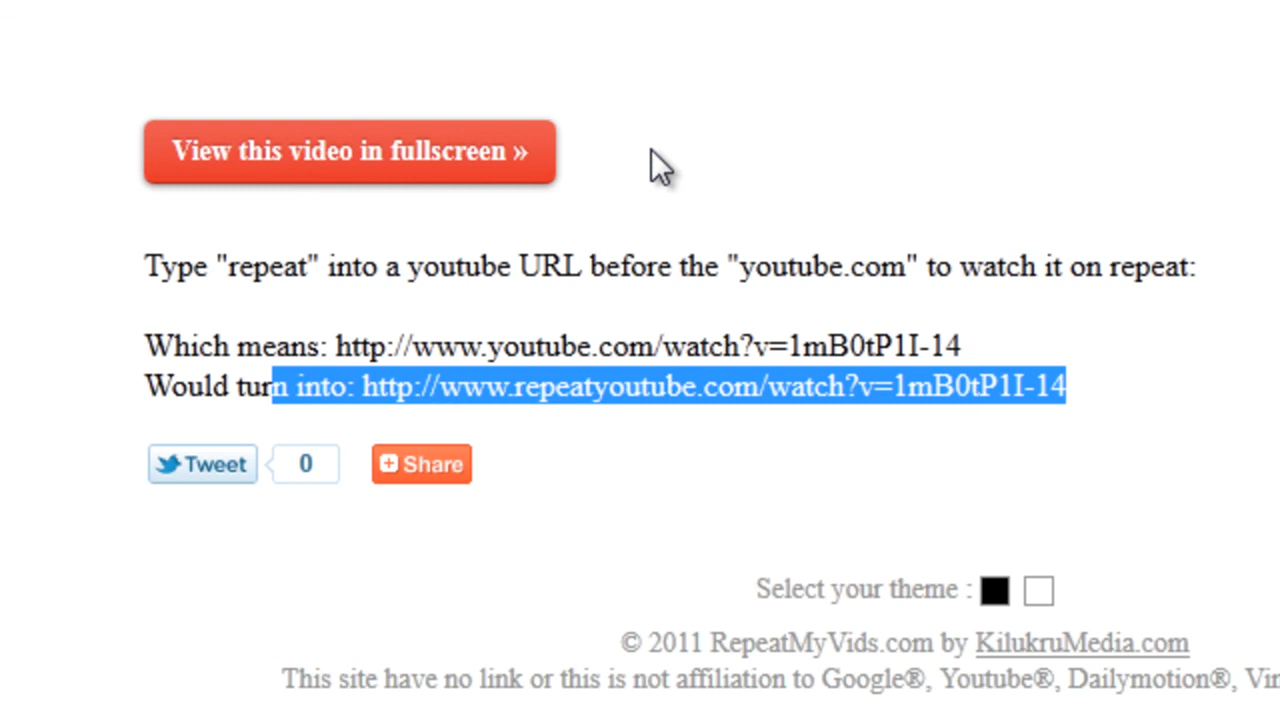 View this video in fullscreen »
Type "repeat" into a youtube URL before the "youtube.com" to watch it on repeat:
Which means: http://www.youtube.com/watch?v=1mB0tP1I-14
Would turn into: http://www.repeatyoutube.com/watch?v=1mB0tP1I-14
Tweet 0 Share
Select your theme :
© 2011 RepeatMyVids.com by KilukruMedia.com
This site have no link or this is not affiliation to Google®, Youtube®, Dailymotion®,